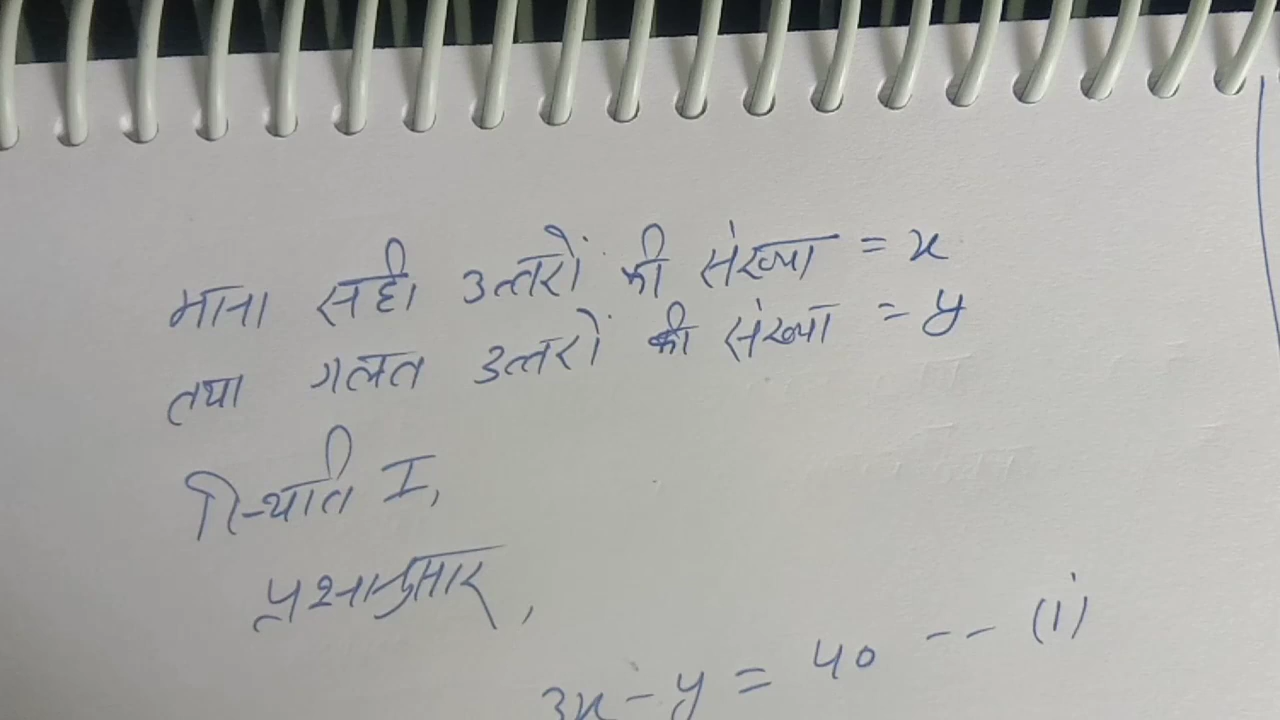 माना सही उत्तरों की संख्या = x
तथा गलत उत्तरों की संख्या = y
स्थिति I,
प्रश्नानुसार,
3x - y = 40 -- (i)